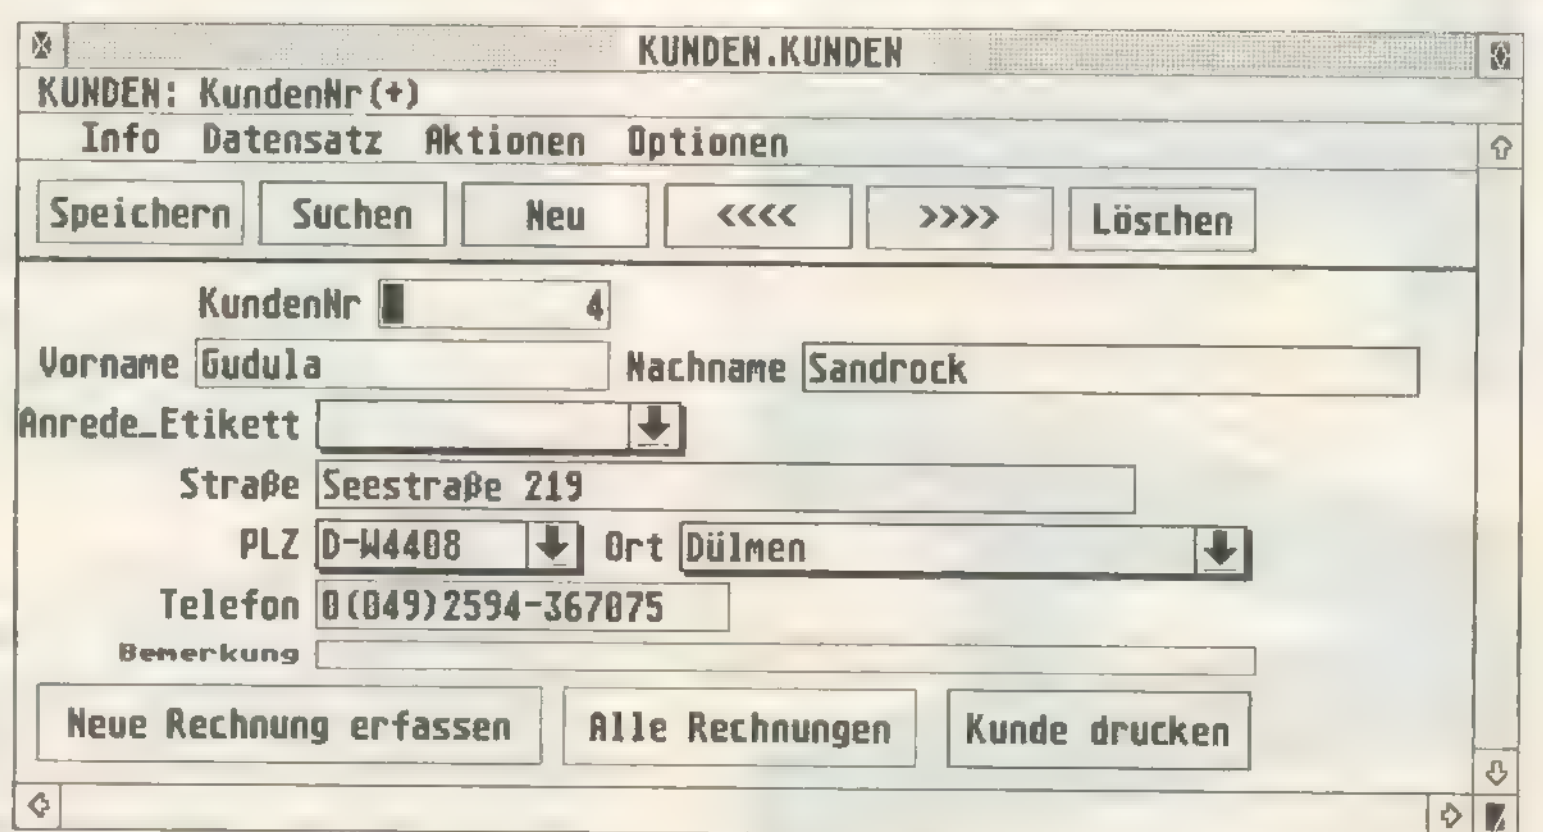 KUNDEN.KUNDEN
KUNDEN: KundenNr(+)
Info Datensatz Aktionen Optionen
Speichern Suchen Neu <<<< >>>> Löschen
KundenNr 4
Vorname Gudula Nachname Sandrock
Anrede_Etikett
Straße Seestraße 219
PLZ D-W4408 Ort Dülmen
Telefon 0(049)2594-367075
Bemerkung
Neue Rechnung erfassen Alle Rechnungen Kunde drucken